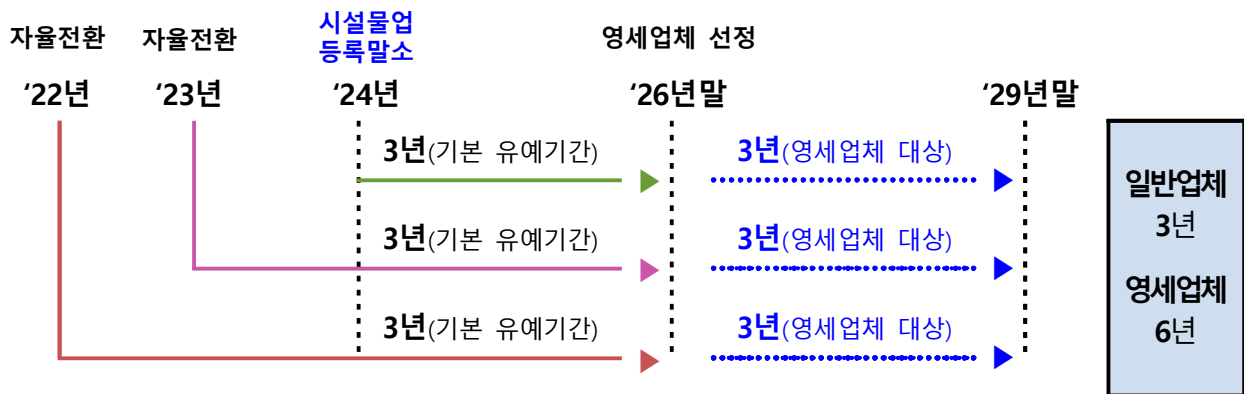 자율전환
자율전환
시설물업
등록말소
영세업체 선정
‘22년
‘23년
‘24년
‘26년말
‘29년말
3년(기본 유예기간)
3년(영세업체 대상)
3년(기본 유예기간)
3년(영세업체 대상)
3년(기본 유예기간)
3년(영세업체 대상)
일반업체
3년
영세업체
6년